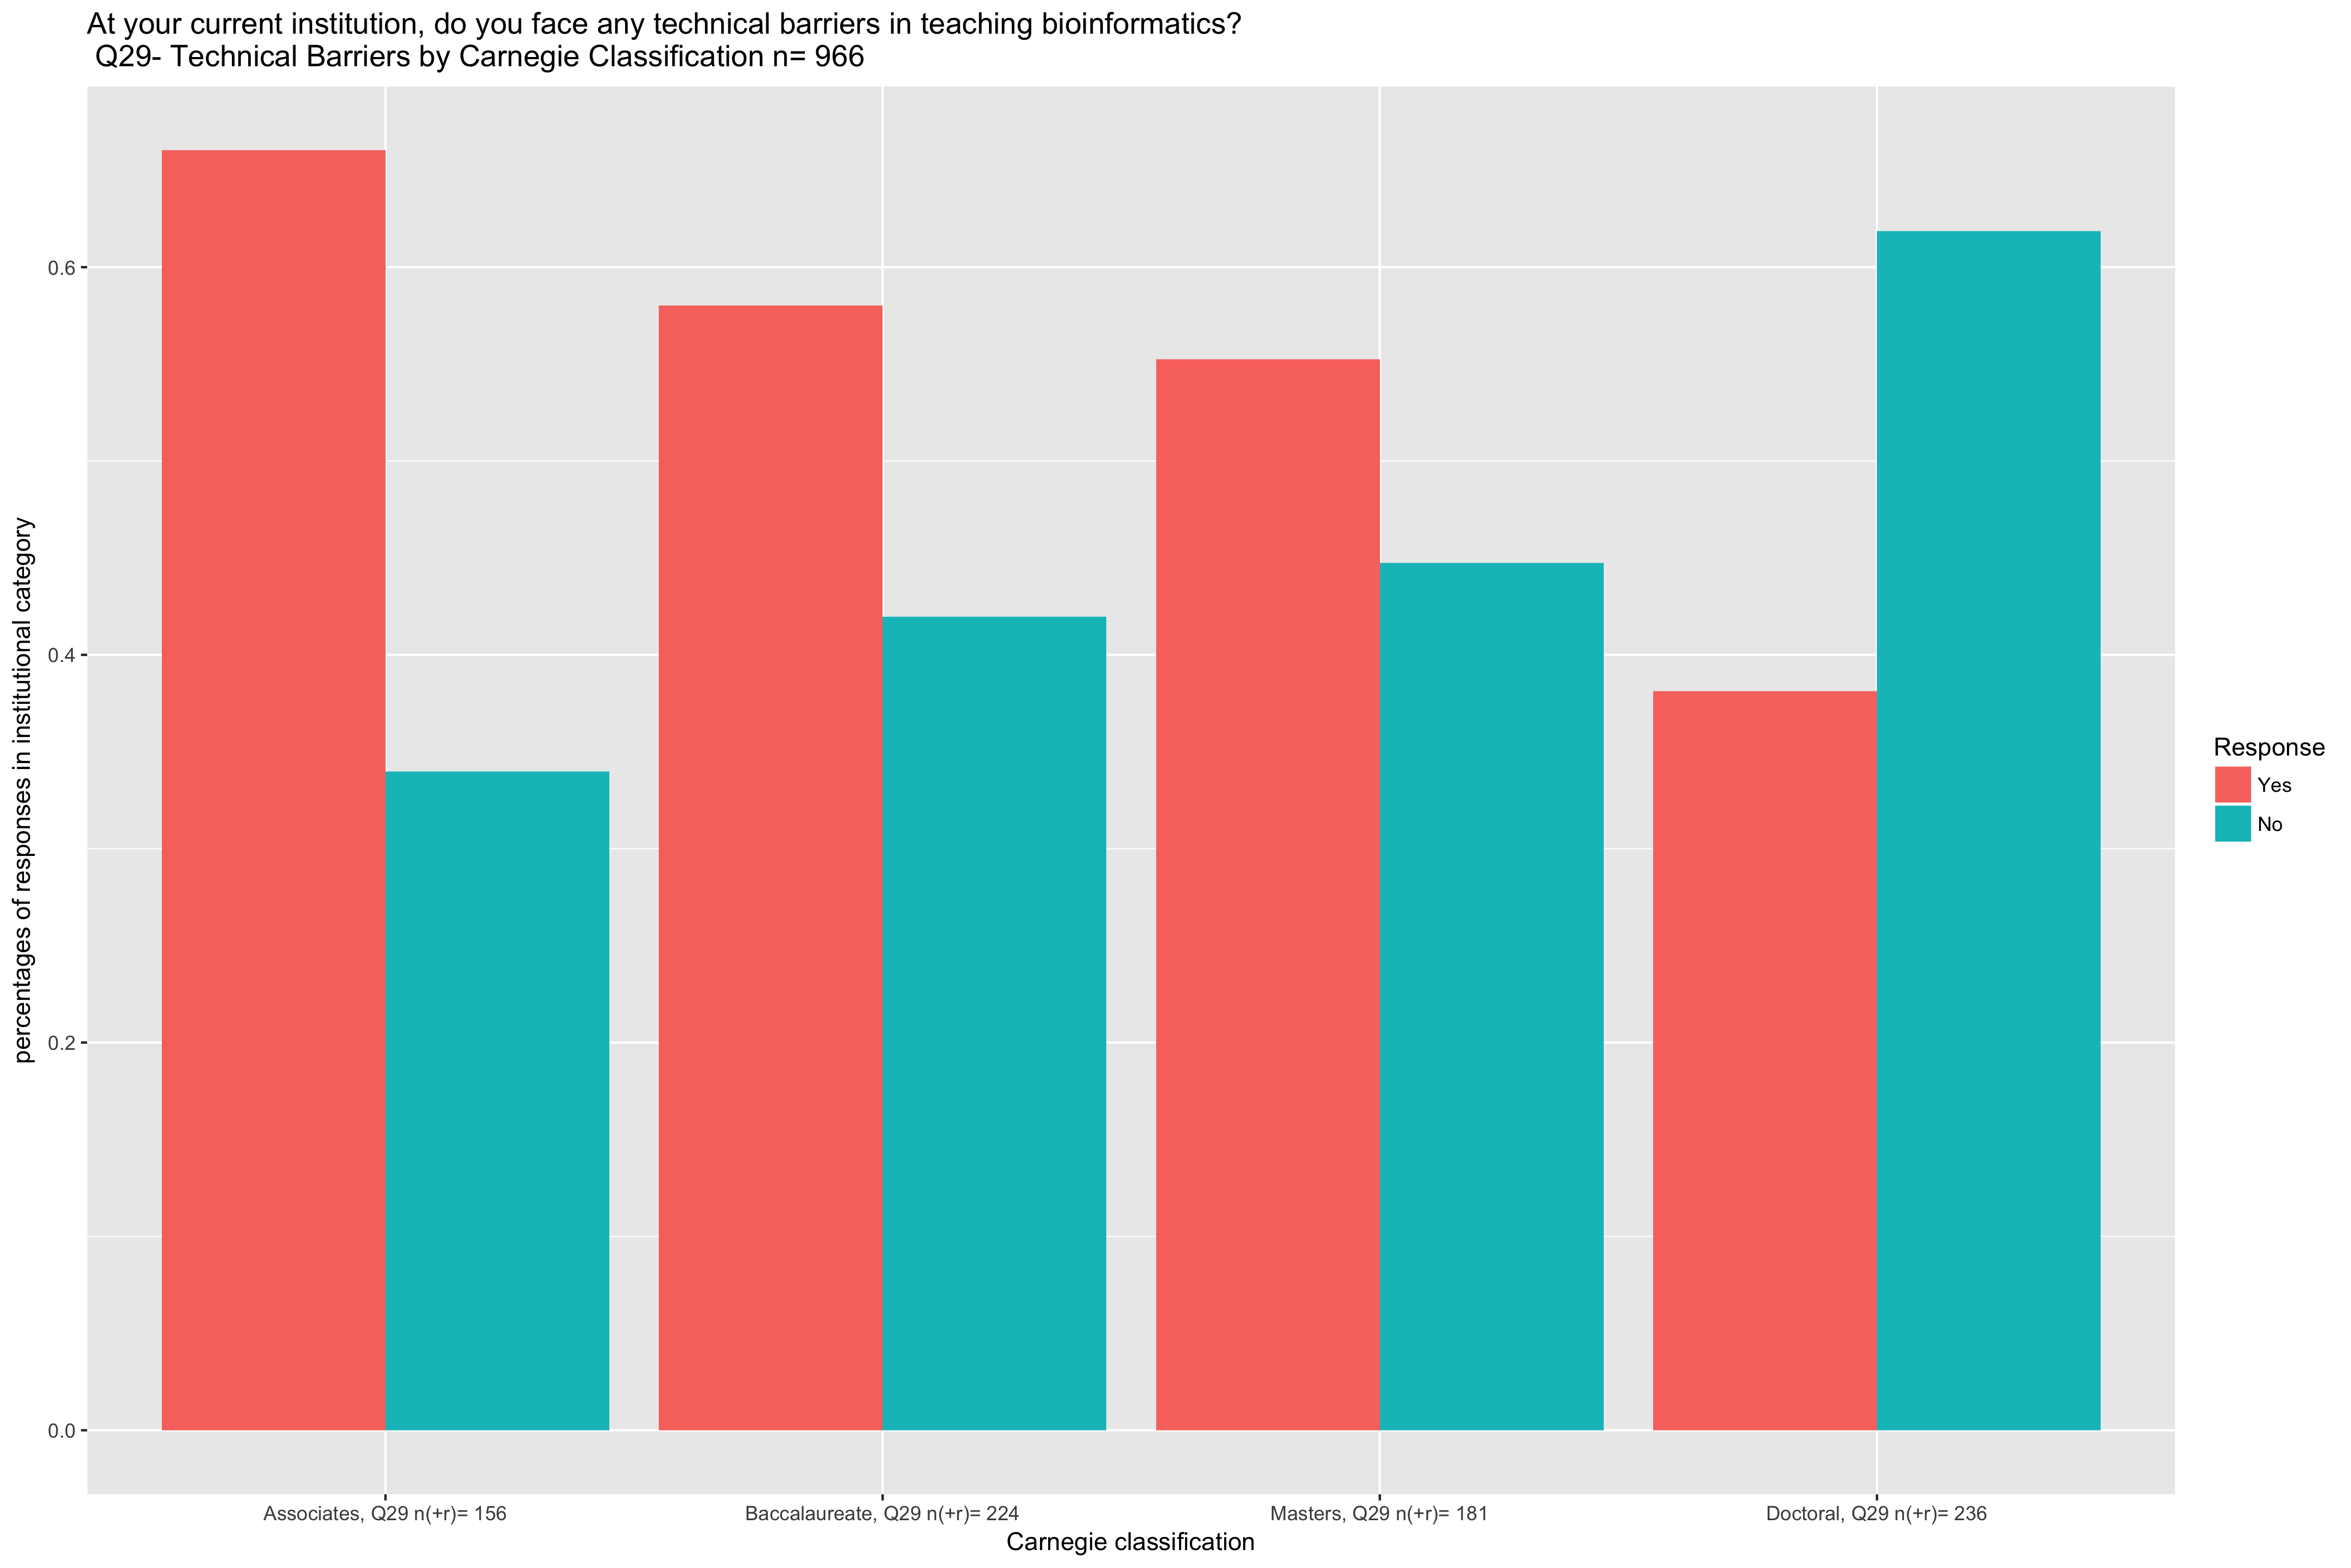 At your current institution, do you face any technical barriers in teaching bioinformatics?
Q29- Technical Barriers by Carnegie Classification n= 966
percentages of responses in institutional category
0.6
0.4
0.2
0.0
Response
Yes
No
Associates, Q29 n(+r)= 156
Baccalaureate, Q29 n(+r)= 224
Masters, Q29 n(+r)= 181
Doctoral, Q29 n(+r)= 236
Carnegie classification